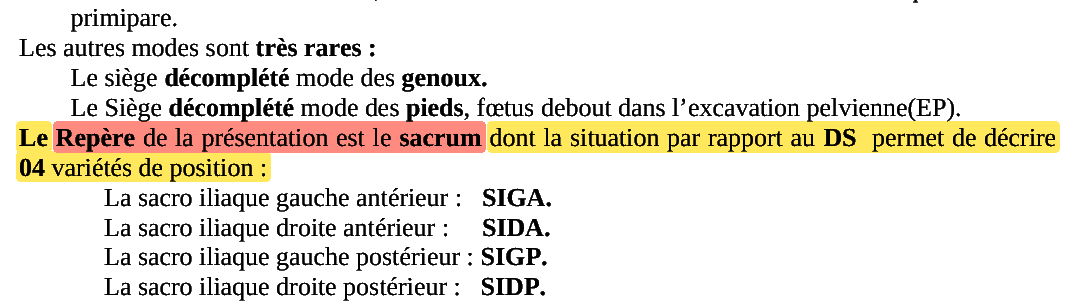 primipare.
Les autres modes sont très rares :
Le siège décomplété mode des genoux.
Le Siège décomplété mode des pieds, fœtus debout dans l’excavation pelvienne(EP).
Le Repère de la présentation est le sacrum dont la situation par rapport au DS permet de décrire
04 variétés de position :
La sacro iliaque gauche antérieur : SIGA.
La sacro iliaque droite antérieur : SIDA.
La sacro iliaque gauche postérieur : SIGP.
La sacro iliaque droite postérieur : SIDP.